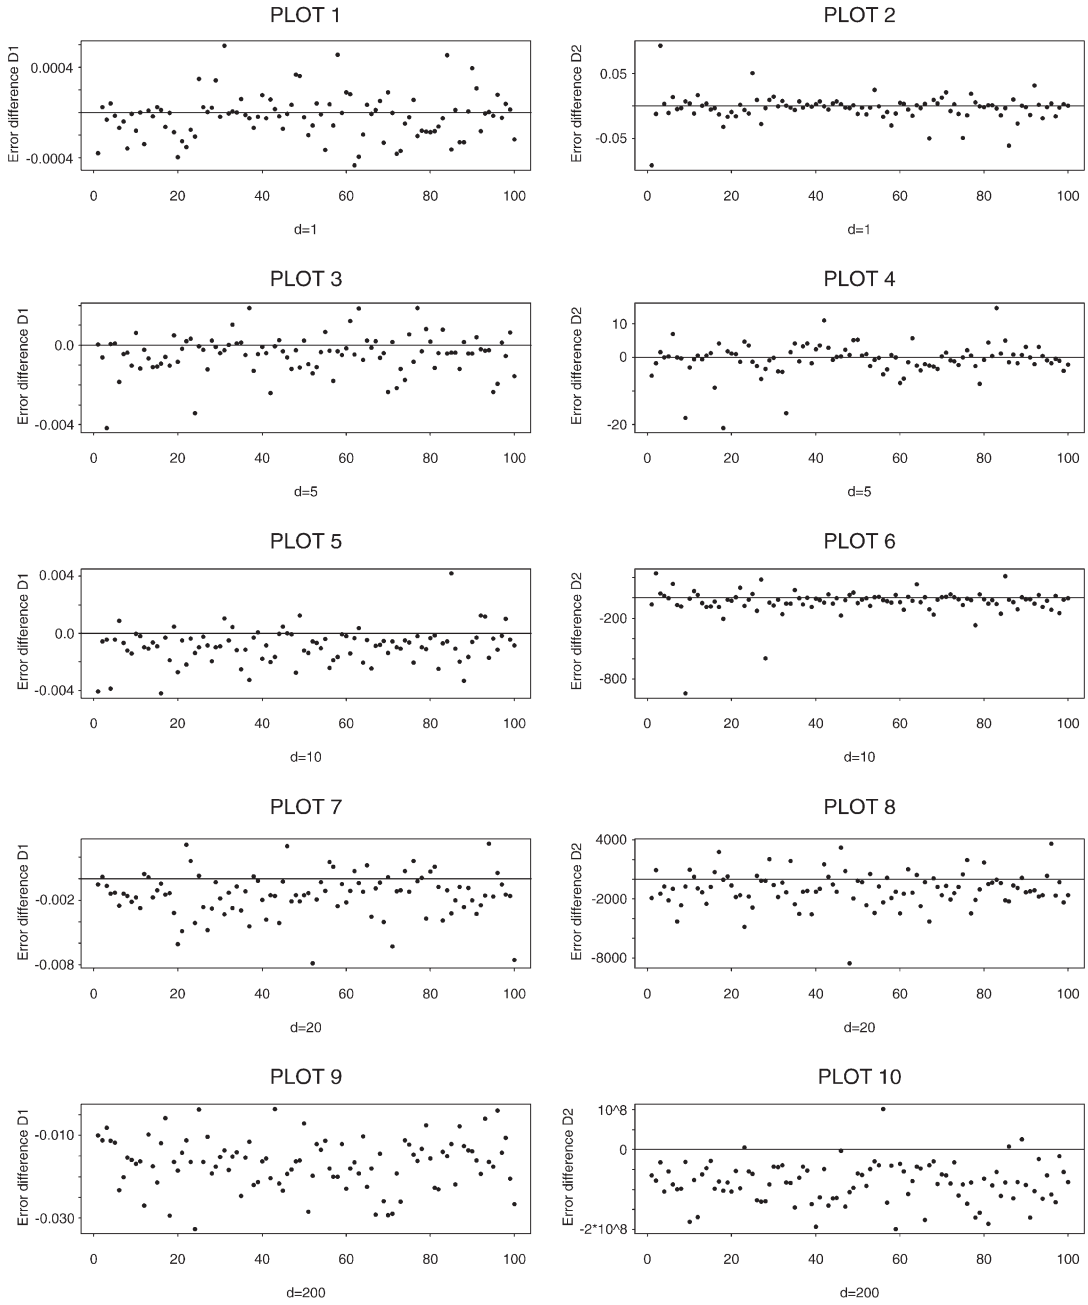 PLOT 1
Error difference D1
0.0004
-0.0004
0 20 40 60 80 100
d=1
PLOT 2
Error difference D2
0.05
-0.05
0 20 40 60 80 100
d=1
PLOT 3
Error difference D1
0.0
-0.004
0 20 40 60 80 100
d=5
PLOT 4
Error difference D2
10
0
-20
0 20 40 60 80 100
d=5
PLOT 5
Error difference D1
0.004
0.0
-0.004
0 20 40 60 80 100
d=10
PLOT 6
Error difference D2
-200
-800
0 20 40 60 80 100
d=10
PLOT 7
Error difference D1
-0.002
-0.008
0 20 40 60 80 100
d=20
PLOT 8
Error difference D2
4000
-2000
-8000
0 20 40 60 80 100
d=20
PLOT 9
Error difference D1
-0.010
-0.030
0 20 40 60 80 100
d=200
PLOT 10
Error difference D2
10^8
0
-2*10^8
0 20 40 60 80 100
d=200